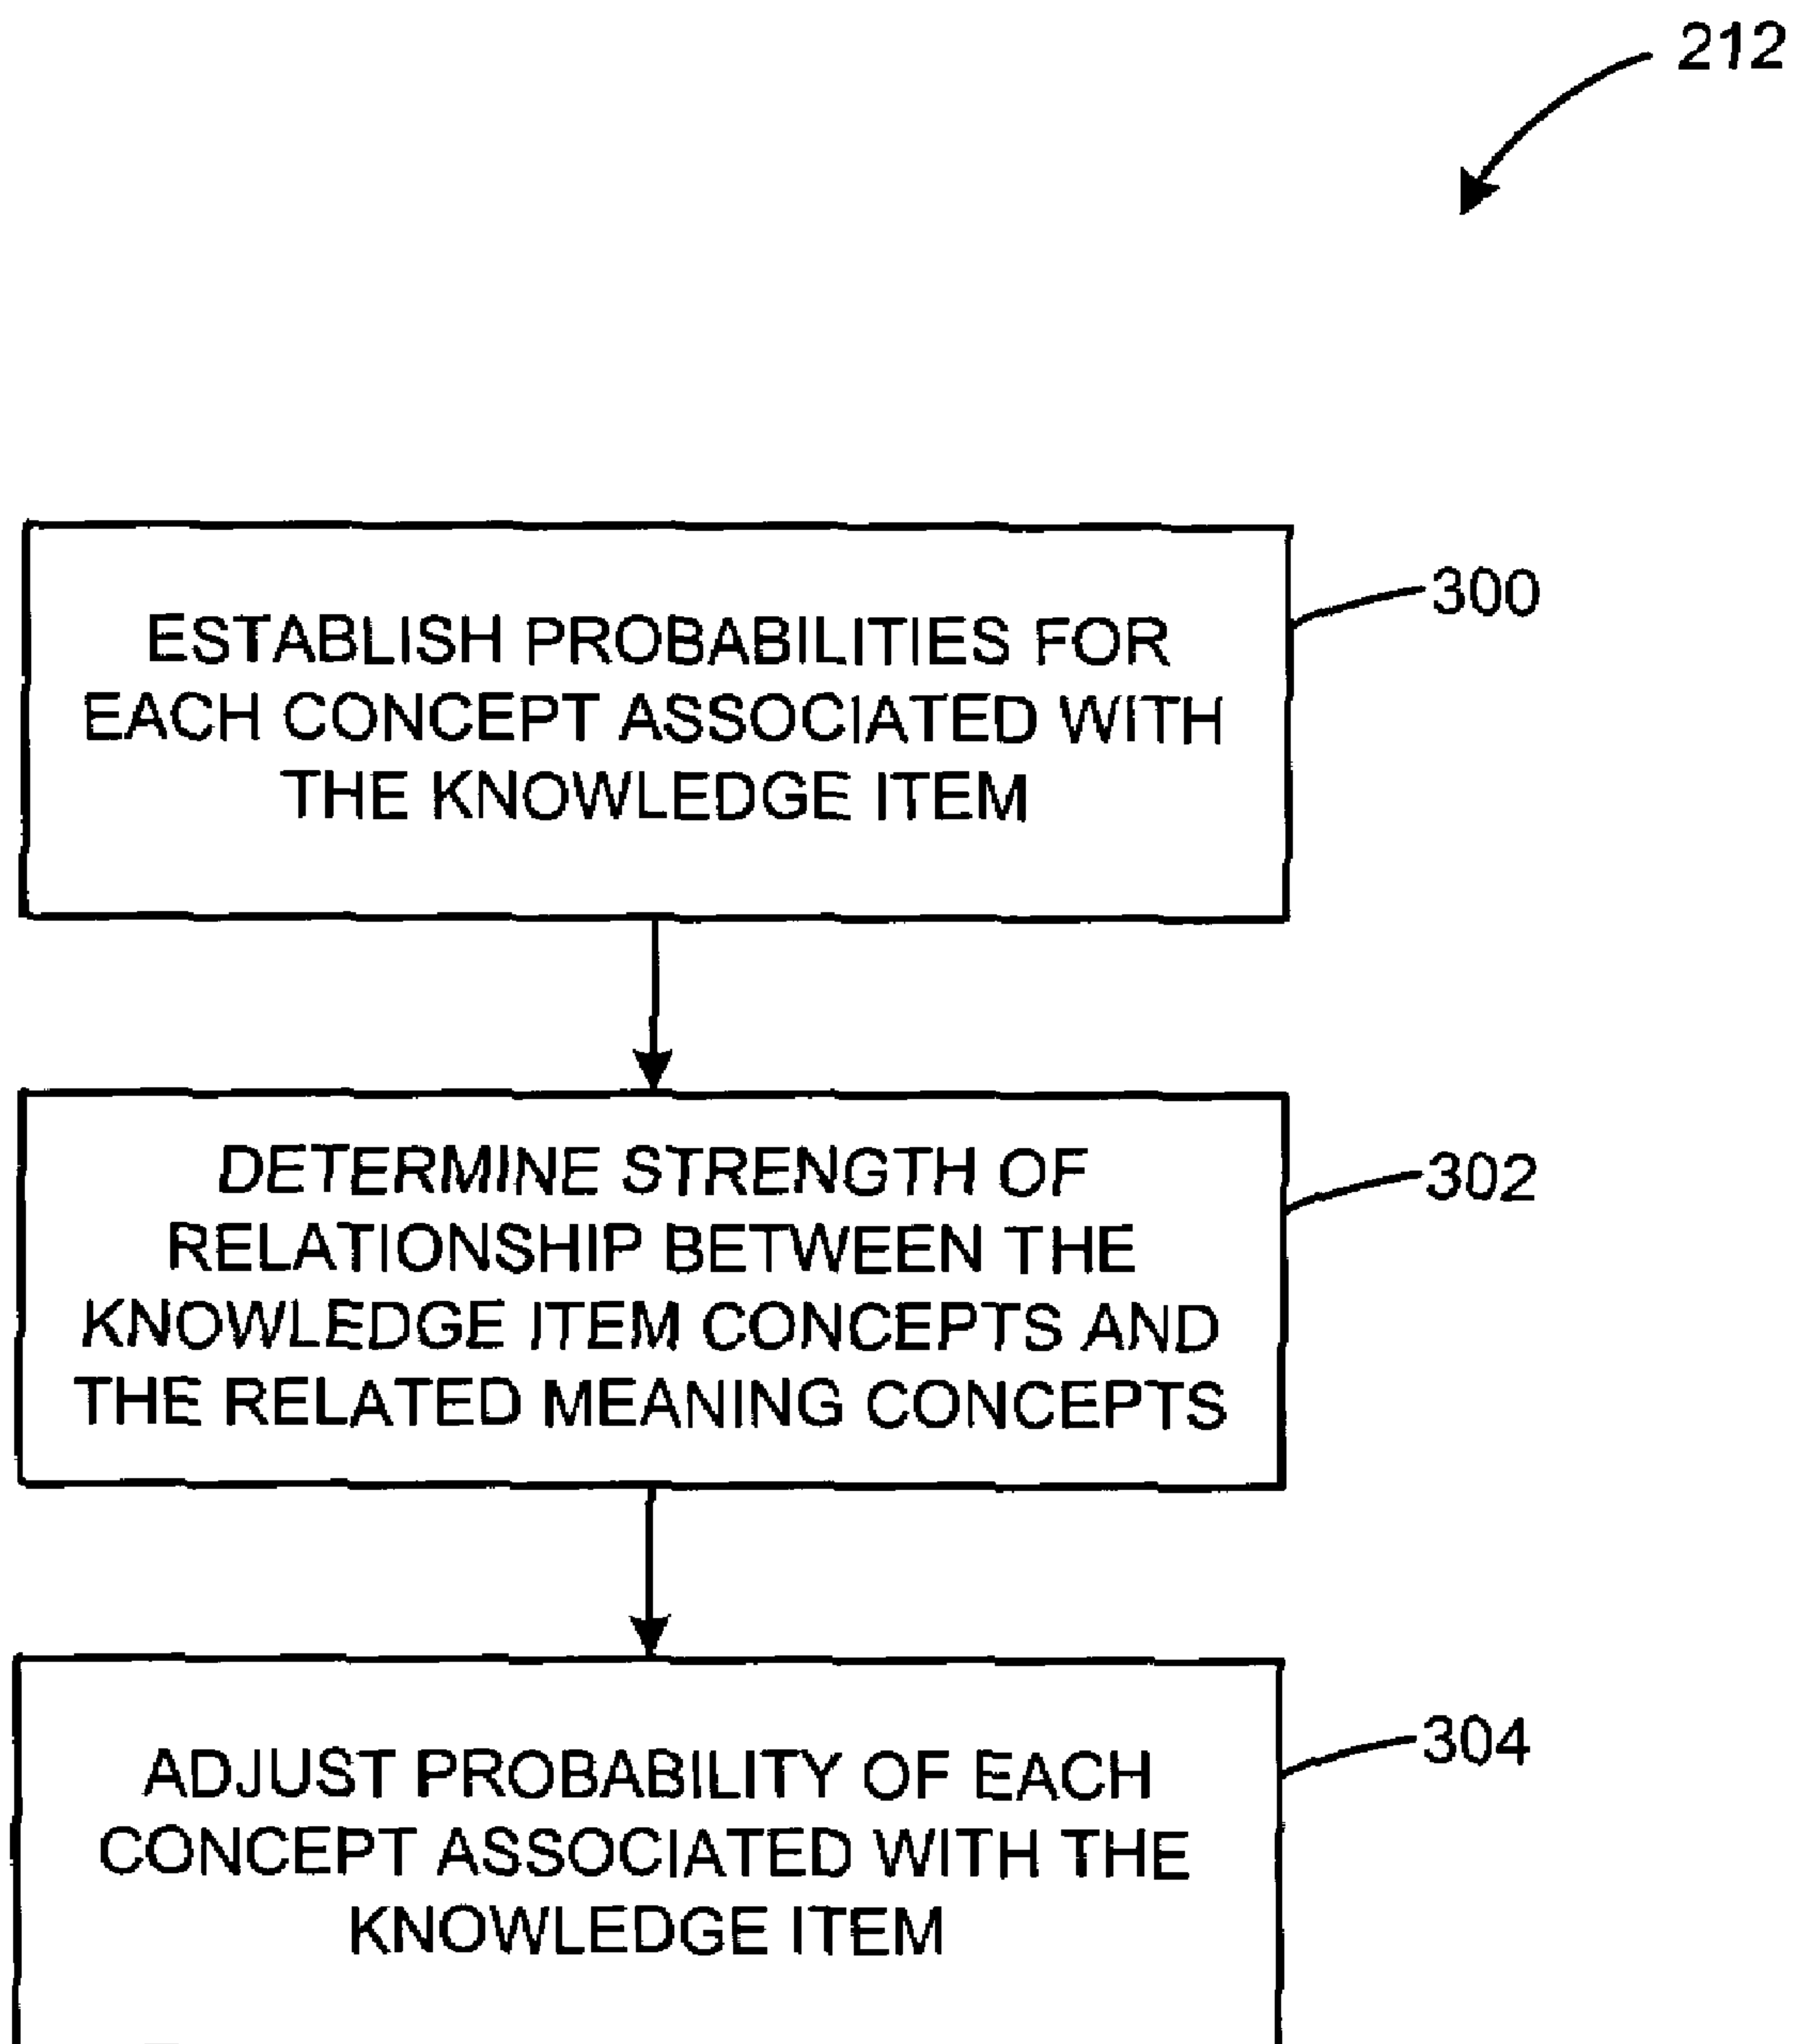 212
ESTABLISH PROBABILITIES FOR
EACH CONCEPT ASSOCIATED WITH
THE KNOWLEDGE ITEM
300
DETERMINE STRENGTH OF
RELATIONSHIP BETWEEN THE
KNOWLEDGE ITEM CONCEPTS AND
THE RELATED MEANING CONCEPTS
302
ADJUST PROBABILITY OF EACH
CONCEPT ASSOCIATED WITH THE
KNOWLEDGE ITEM
304